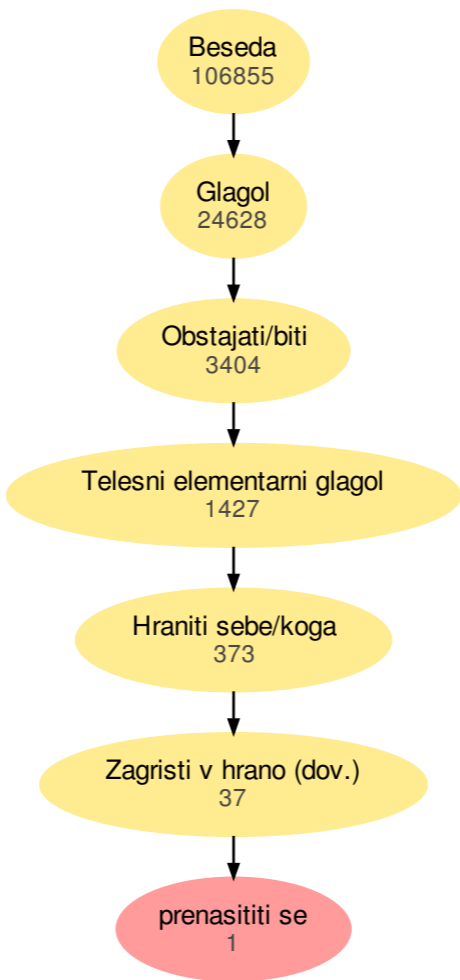 Beseda
106855
Glagol
24628
Obstajati/biti
3404
Telesni elementarni glagol
1427
Hraniti sebe/koga
373
Zagristi v hrano (dov.)
37
prenasititi se
1